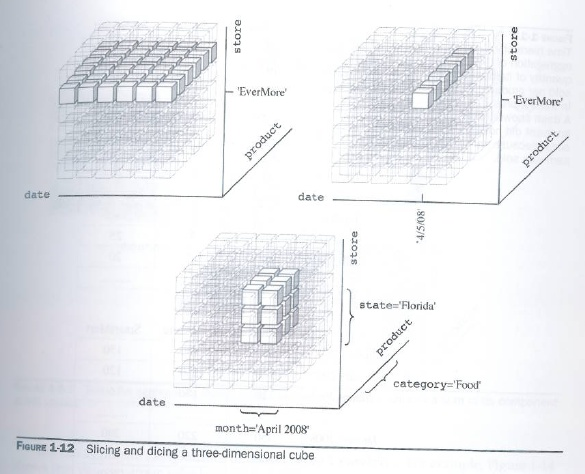 store
'EverMore'
product
date
store
'EverMore'
product
date
'4/5/08'
store
state='Florida'
product
category='Food'
date
month='April 2008'
FIGURE 1-12 Slicing and dicing a three-dimensional cube